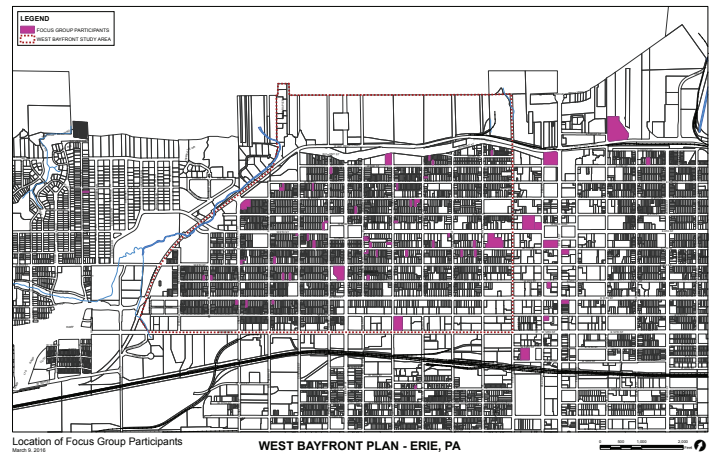 LEGEND
FOCUS GROUP PARTICIPANTS
WEST BAYFRONT STUDY AREA
Location of Focus Group Participants
March 9, 2016
WEST BAYFRONT PLAN - ERIE, PA
0 500 1,000 2,000
Feet